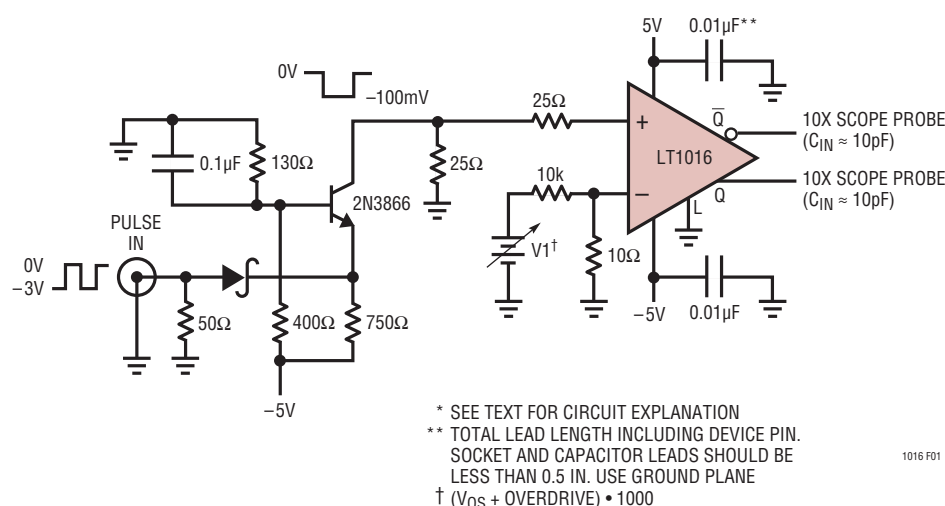 5V
0.01µF**
0V
–100mV
25Ω
+
Q̅
10X SCOPE PROBE
(CIN ≈ 10pF)
LT1016
0.1µF
130Ω
25Ω
10k
–
Q
10X SCOPE PROBE
(CIN ≈ 10pF)
L
2N3866
PULSE
IN
V1†
10Ω
0V
–3V
50Ω
400Ω
750Ω
–5V
0.01µF
–5V
* SEE TEXT FOR CIRCUIT EXPLANATION
** TOTAL LEAD LENGTH INCLUDING DEVICE PIN.
SOCKET AND CAPACITOR LEADS SHOULD BE
LESS THAN 0.5 IN. USE GROUND PLANE
† (VOS + OVERDRIVE) • 1000
1016 F01